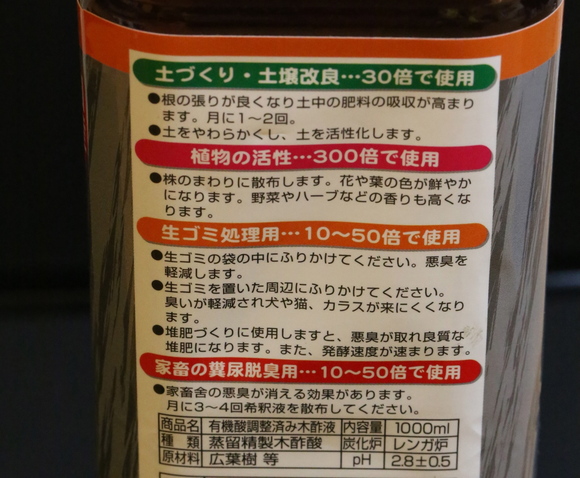 土づくり・土壌改良…30倍で使用
●根の張りが良くなり土中の肥料の吸収が高まり
ます。月に1〜2回。
●土をやわらかくし、土を活性化します。
植物の活性…300倍で使用
●株のまわりに散布します。花や葉の色が鮮やか
になります。野菜やハーブなどの香りも高くな
ります。
生ゴミ処理用…10〜50倍で使用
●生ゴミの袋の中にふりかけてください。悪臭を
軽減します。
●生ゴミを置いた周辺にふりかけてください。
臭いが軽減され犬や猫、カラスが来にくくなり
ます。
●堆肥づくりに使用しますと、悪臭が取れ良質な
堆肥になります。また、発酵速度が速まります。
家畜の糞尿脱臭用…10〜50倍で使用
●家畜舎の悪臭が消える効果があります。
月に3〜4回希釈液を散布してください。
商品名 有機酸調整済み木酢液 内容量 1000ml
種 類 蒸留精製木酢酸 炭化炉 レンガ炉
原材料 広葉樹 等 pH 2.8±0.5